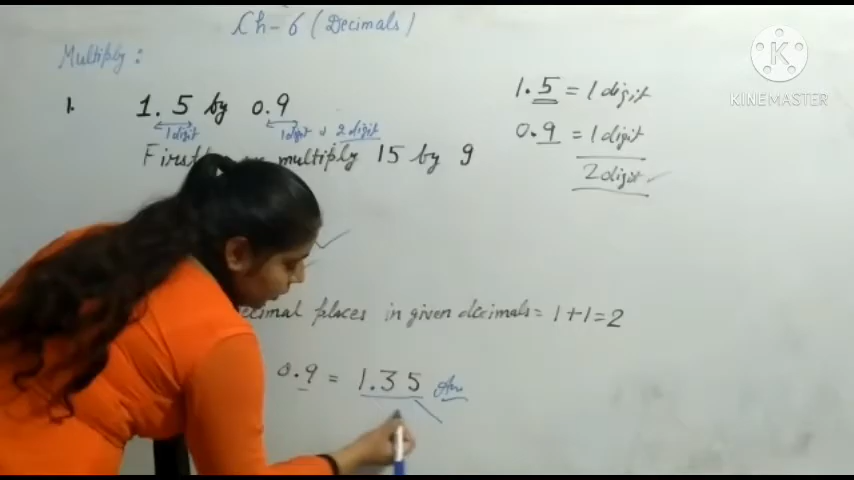 Ch-6 (Decimals)
Multiply :
1. 1.5 by 0.9
1 digit 1 digit 2 digit
multiply 15 by 9
1.5 = 1 digit
0.9 = 1 digit
2 digit
decimal places in given decimals = 1+1=2
0.9 = 1.35 Ans
K
KINEMASTER